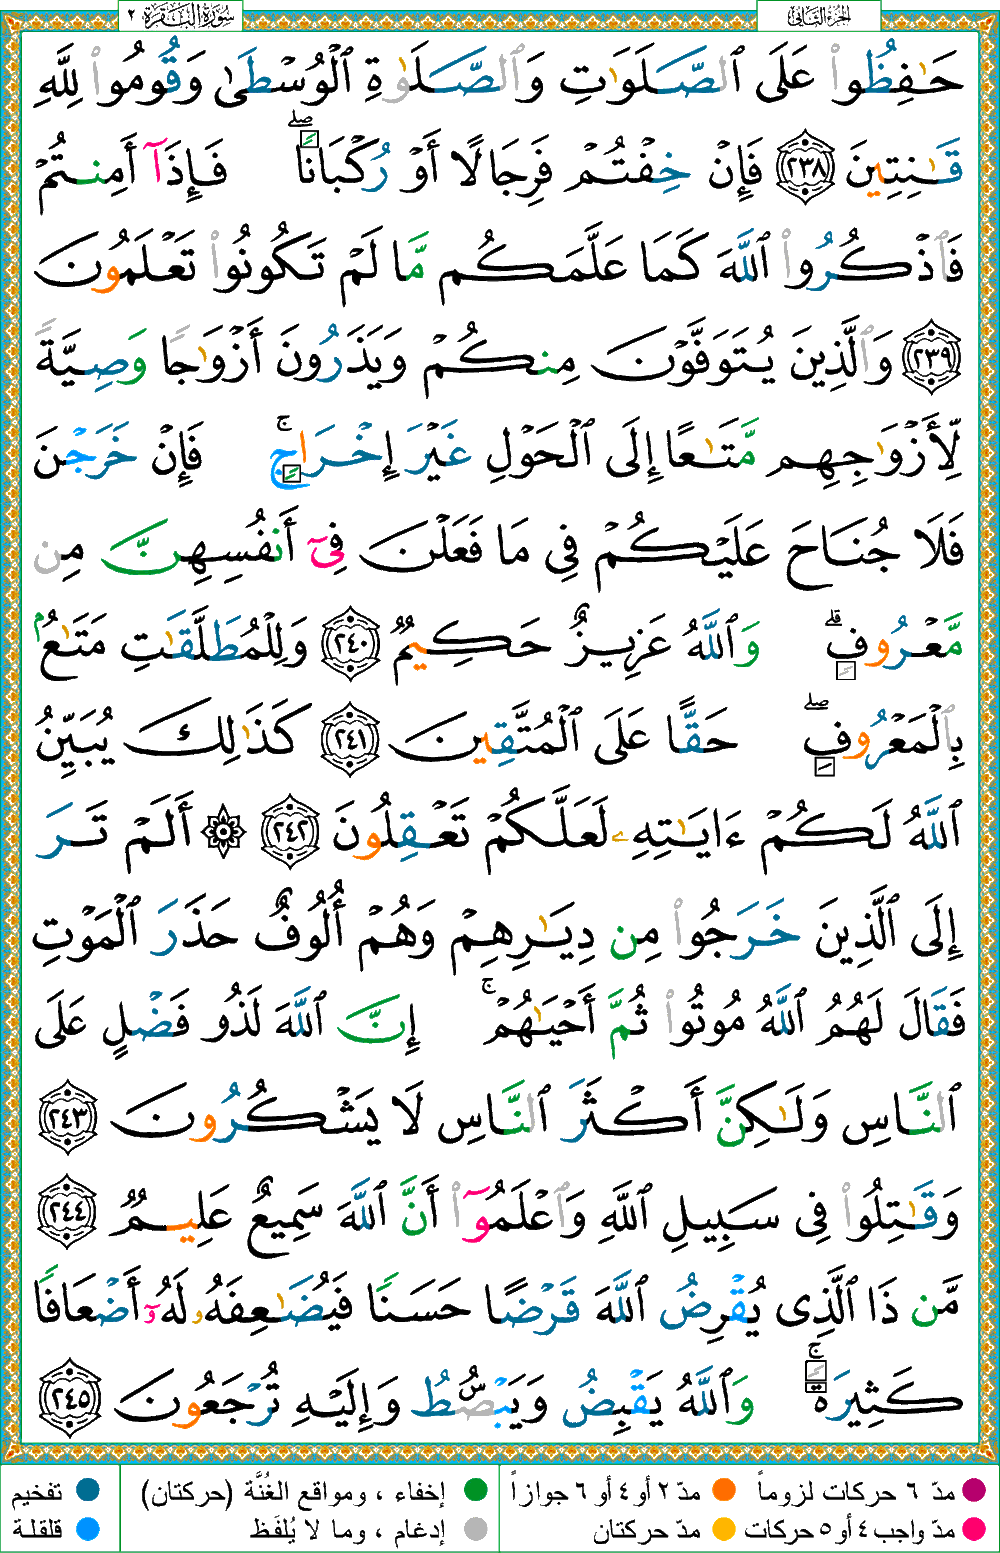 سُورَةُ البَقَرَة ٢
الجزء الثاني
حَـٰفِظُوا۟ عَلَى ٱلصَّلَوَٰتِ وَٱلصَّلَوٰةِ ٱلْوُسْطَىٰ وَقُومُوا۟ لِلَّهِ
قَـٰنِتِينَ ٢٣٨ فَإِنْ خِفْتُمْ فَرِجَالًا أَوْ رُكْبَانًا ۖ فَإِذَآ أَمِنتُمْ
فَٱذْكُرُوا۟ ٱللَّهَ كَمَا عَلَّمَكُم مَّا لَمْ تَكُونُوا۟ تَعْلَمُونَ
٢٣٩ وَٱلَّذِينَ يُتَوَفَّوْنَ مِنكُمْ وَيَذَرُونَ أَزْوَٰجًا وَصِيَّةً
لِّأَزْوَٰجِهِم مَّتَـٰعًا إِلَى ٱلْحَوْلِ غَيْرَ إِخْرَاجٍ ۚ فَإِنْ خَرَجْنَ
فَلَا جُنَاحَ عَلَيْكُمْ فِى مَا فَعَلْنَ فِىٓ أَنفُسِهِنَّ مِن
مَّعْرُوفٍ ۗ وَٱللَّهُ عَزِيزٌ حَكِيمٌ ٢٤٠ وَلِلْمُطَلَّقَـٰتِ مَتَـٰعٌۢ
بِٱلْمَعْرُوفِ ۖ حَقًّا عَلَى ٱلْمُتَّقِينَ ٢٤١ كَذَٰلِكَ يُبَيِّنُ
ٱللَّهُ لَكُمْ ءَايَـٰتِهِۦ لَعَلَّكُمْ تَعْقِلُونَ ٢٤٢ ۞ أَلَمْ تَرَ
إِلَى ٱلَّذِينَ خَرَجُوا۟ مِن دِيَـٰرِهِمْ وَهُمْ أُلُوفٌ حَذَرَ ٱلْمَوْتِ
فَقَالَ لَهُمُ ٱللَّهُ مُوتُوا۟ ثُمَّ أَحْيَـٰهُمْ ۚ إِنَّ ٱللَّهَ لَذُو فَضْلٍ عَلَى
ٱلنَّاسِ وَلَـٰكِنَّ أَكْثَرَ ٱلنَّاسِ لَا يَشْكُرُونَ ٢٤٣
وَقَـٰتِلُوا۟ فِى سَبِيلِ ٱللَّهِ وَٱعْلَمُوٓا۟ أَنَّ ٱللَّهَ سَمِيعٌ عَلِيمٌ ٢٤٤
مَّن ذَا ٱلَّذِى يُقْرِضُ ٱللَّهَ قَرْضًا حَسَنًا فَيُضَـٰعِفَهُۥ لَهُۥٓ أَضْعَافًا
كَثِيرَةً ۚ وَٱللَّهُ يَقْبِضُ وَيَبْصُۜطُ وَإِلَيْهِ تُرْجَعُونَ ٢٤٥
مدّ ٦ حركات لزوماً مدّ ٢ أو ٤ أو ٦ جوازاً إخفاء ، ومواقع الغُنَّة (حركتان) تفخيم
مدّ واجب ٤ أو ٥ حركات مدّ حركتان إدغام ، وما لا يُلفَظ قلقلة